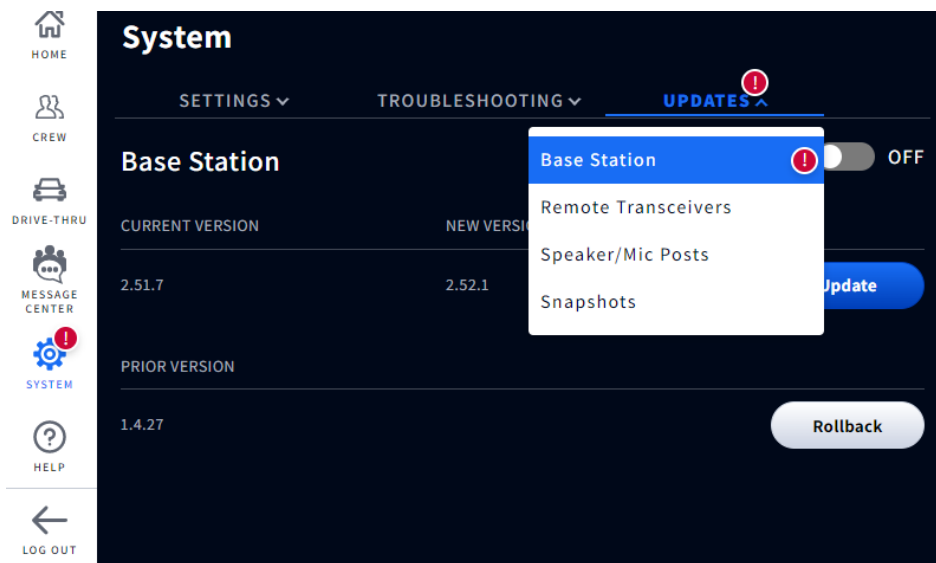 HOME
CREW
DRIVE-THRU
MESSAGE
CENTER
SYSTEM
HELP
LOG OUT
System
SETTINGS
TROUBLESHOOTING
UPDATES
Base Station
OFF
Base Station
Remote Transceivers
Speaker/Mic Posts
Snapshots
CURRENT VERSION
NEW VERSI
2.51.7
2.52.1
Update
PRIOR VERSION
1.4.27
Rollback